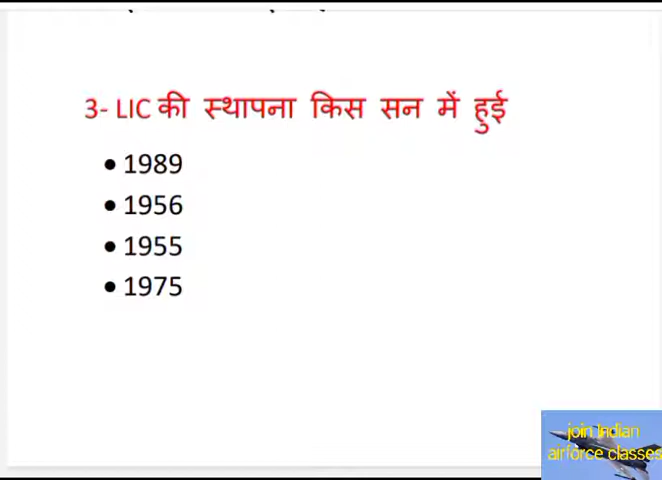 3- LIC की स्थापना किस सन में हुई
• 1989
• 1956
• 1955
• 1975
join Indian
airforce classes